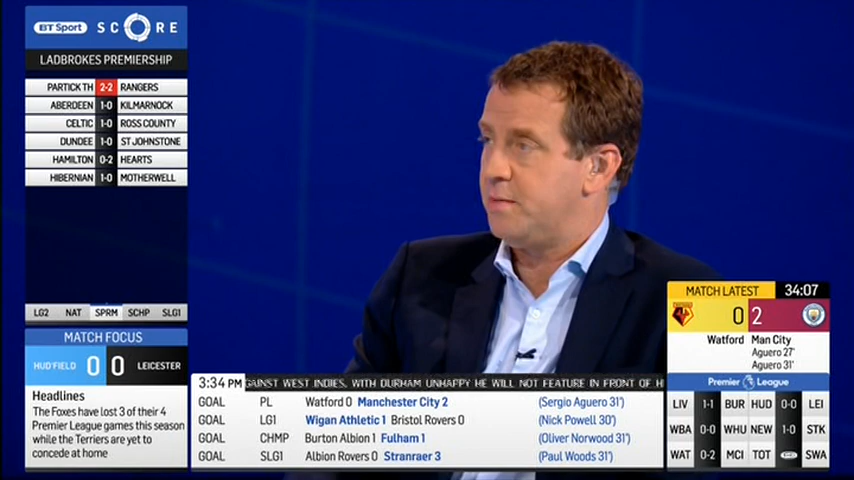 BT Sport SCORE
LADBROKES PREMIERSHIP
PARTICK TH 2-2 RANGERS
ABERDEEN 1-0 KILMARNOCK
CELTIC 1-0 ROSS COUNTY
DUNDEE 1-0 ST JOHNSTONE
HAMILTON 0-2 HEARTS
HIBERNIAN 1-0 MOTHERWELL
LG2 NAT SPRM SCHP SLG1
MATCH FOCUS
HUD'FIELD 0 0 LEICESTER
Headlines
The Foxes have lost 3 of their 4
Premier League games this season
while the Terriers are yet to
concede at home
3:34 PM GAINST WEST INDIES, WITH DURHAM UNHAPPY HE WILL NOT FEATURE IN FRONT OF H
GOAL PL Watford 0 Manchester City 2 (Sergio Aguero 31')
GOAL LG1 Wigan Athletic 1 Bristol Rovers 0 (Nick Powell 30')
GOAL CHMP Burton Albion 1 Fulham 1 (Oliver Norwood 31')
GOAL SLG1 Albion Rovers 0 Stranraer 3 (Paul Woods 31')
MATCH LATEST 34:07
0 2
Watford Man City
Aguero 27'
Aguero 31'
Premier League
LIV 1-1 BUR HUD 0-0 LEI
WBA 0-0 WHU NEW 1-0 STK
WAT 0-2 MCI TOT SWA